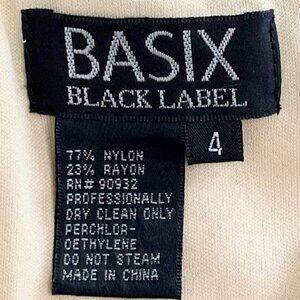 BASIX
BLACK LABEL
4
77% NYLON
23% RAYON
RN# 90932
PROFESSIONALLY
DRY CLEAN ONLY
PERCHLOR-
OETHYLENE
DO NOT STEAM
MADE IN CHINA